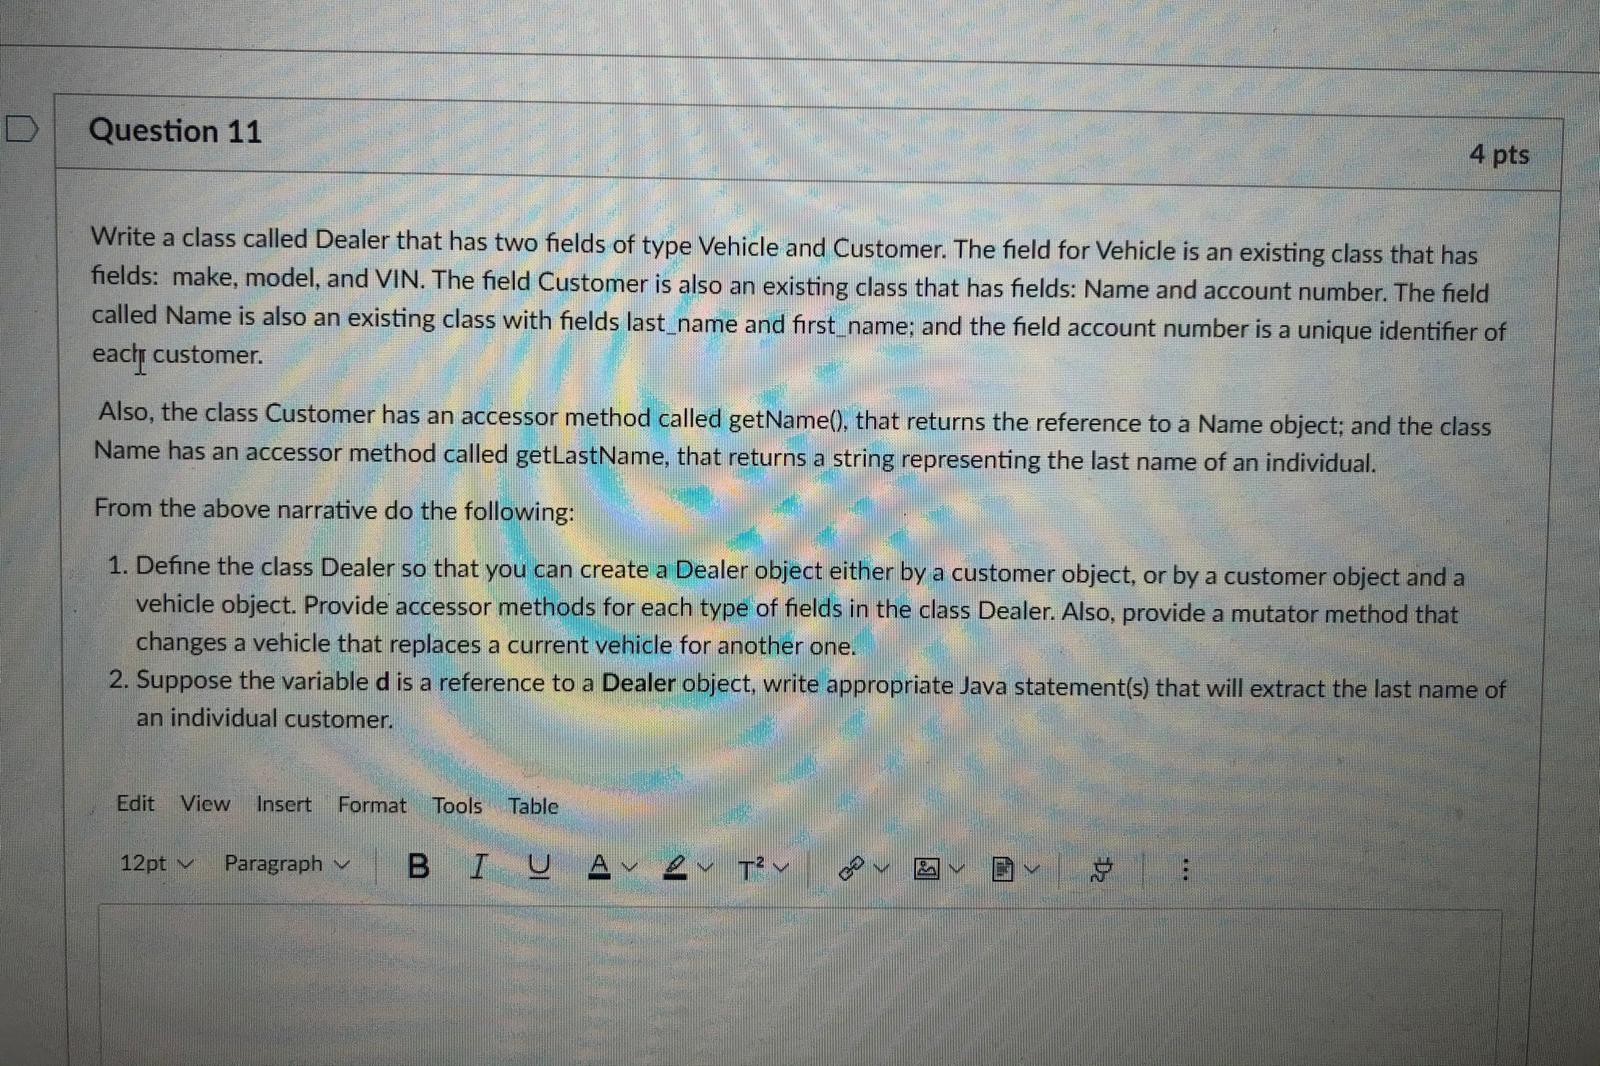 Question 11
4 pts
Write a class called Dealer that has two fields of type Vehicle and Customer. The field for Vehicle is an existing class that has
fields:  make, model, and VIN. The field Customer is also an existing class that has fields: Name and account number. The field
called Name is also an existing class with fields last_name and first_name; and the field account number is a unique identifier of
each customer.
Also, the class Customer has an accessor method called getName(), that returns the reference to a Name object; and the class
Name has an accessor method called getLastName, that returns a string representing the last name of an individual.
From the above narrative do the following:
1. Define the class Dealer so that you can create a Dealer object either by a customer object, or by a customer object and a
vehicle object. Provide accessor methods for each type of fields in the class Dealer. Also, provide a mutator method that
changes a vehicle that replaces a current vehicle for another one.
2. Suppose the variable d is a reference to a Dealer object, write appropriate Java statement(s) that will extract the last name of
an individual customer.
Edit View Insert Format Tools Table
12pt Paragraph B I U A T²